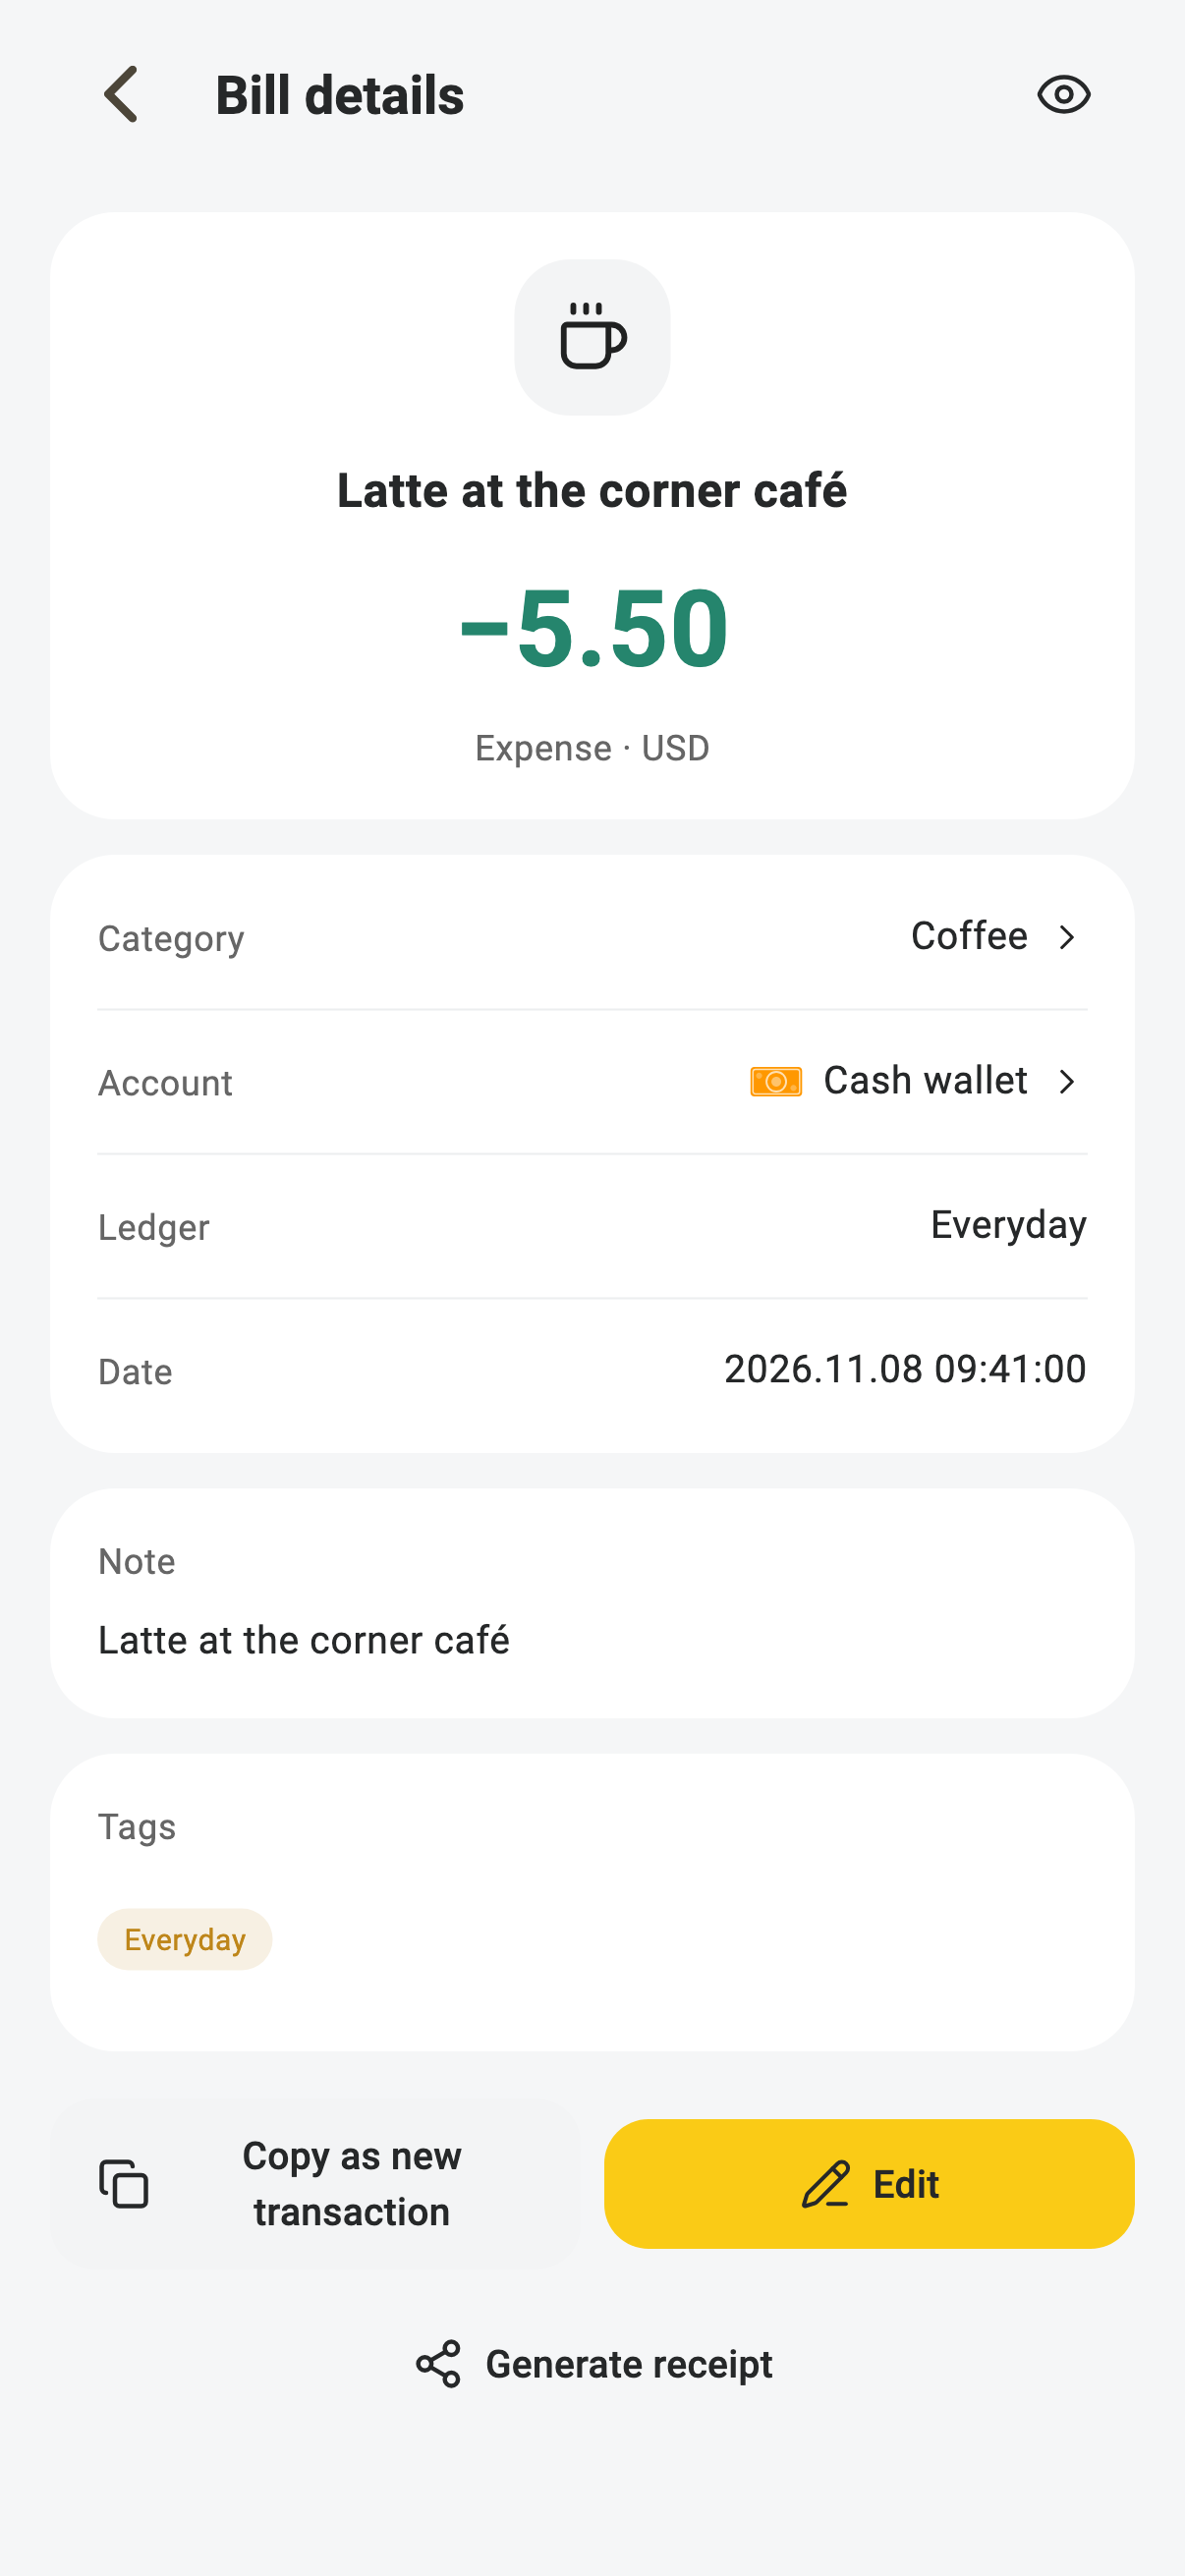 Bill details
Latte at the corner café
−5.50
Expense · USD
Category
Coffee
Account
Cash wallet
Ledger
Everyday
Date
2026.11.08 09:41:00
Note
Latte at the corner café
Tags
Everyday
Copy as new
transaction
Edit
Generate receipt